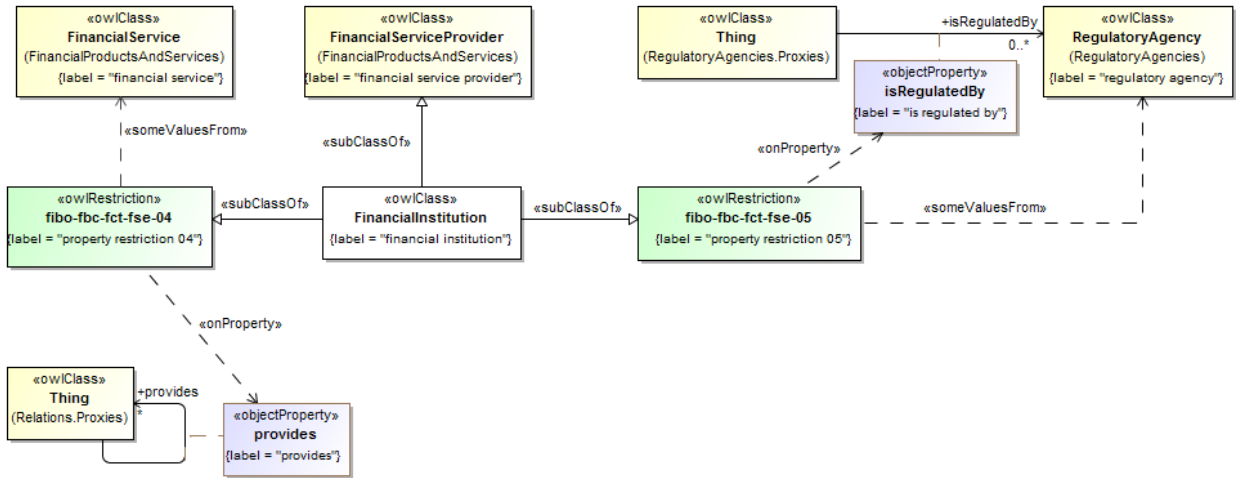 «owlClass»
FinancialService
(FinancialProductsAndServices)
{label = "financial service"}
«owlClass»
FinancialServiceProvider
(FinancialProductsAndServices)
{label = "financial service provider"}
«owlClass»
Thing
(RegulatoryAgencies.Proxies)
+isRegulatedBy
0..*
«owlClass»
RegulatoryAgency
(RegulatoryAgencies)
{label = "regulatory agency"}
«objectProperty»
isRegulatedBy
{label = "is regulated by"}
«someValuesFrom»
«subClassOf»
«onProperty»
«owlRestriction»
fibo-fbc-fct-fse-04
{label = "property restriction 04"}
«subClassOf»
«owlClass»
FinancialInstitution
{label = "financial institution"}
«subClassOf»
«owlRestriction»
fibo-fbc-fct-fse-05
{label = "property restriction 05"}
«someValuesFrom»
«onProperty»
«owlClass»
Thing
(Relations.Proxies)
+provides
*
«objectProperty»
provides
{label = "provides"}